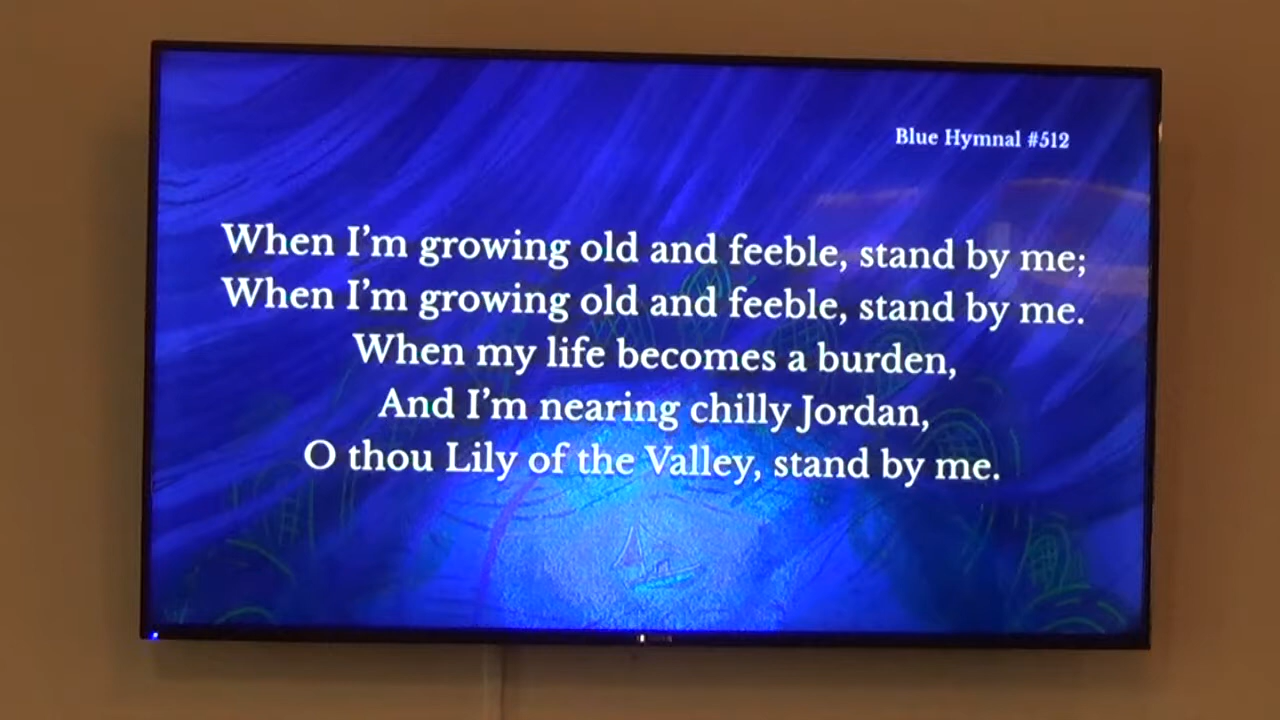 Blue Hymnal #512
When I'm growing old and feeble, stand by me;
When I'm growing old and feeble, stand by me.
When my life becomes a burden,
And I'm nearing chilly Jordan,
O thou Lily of the Valley, stand by me.